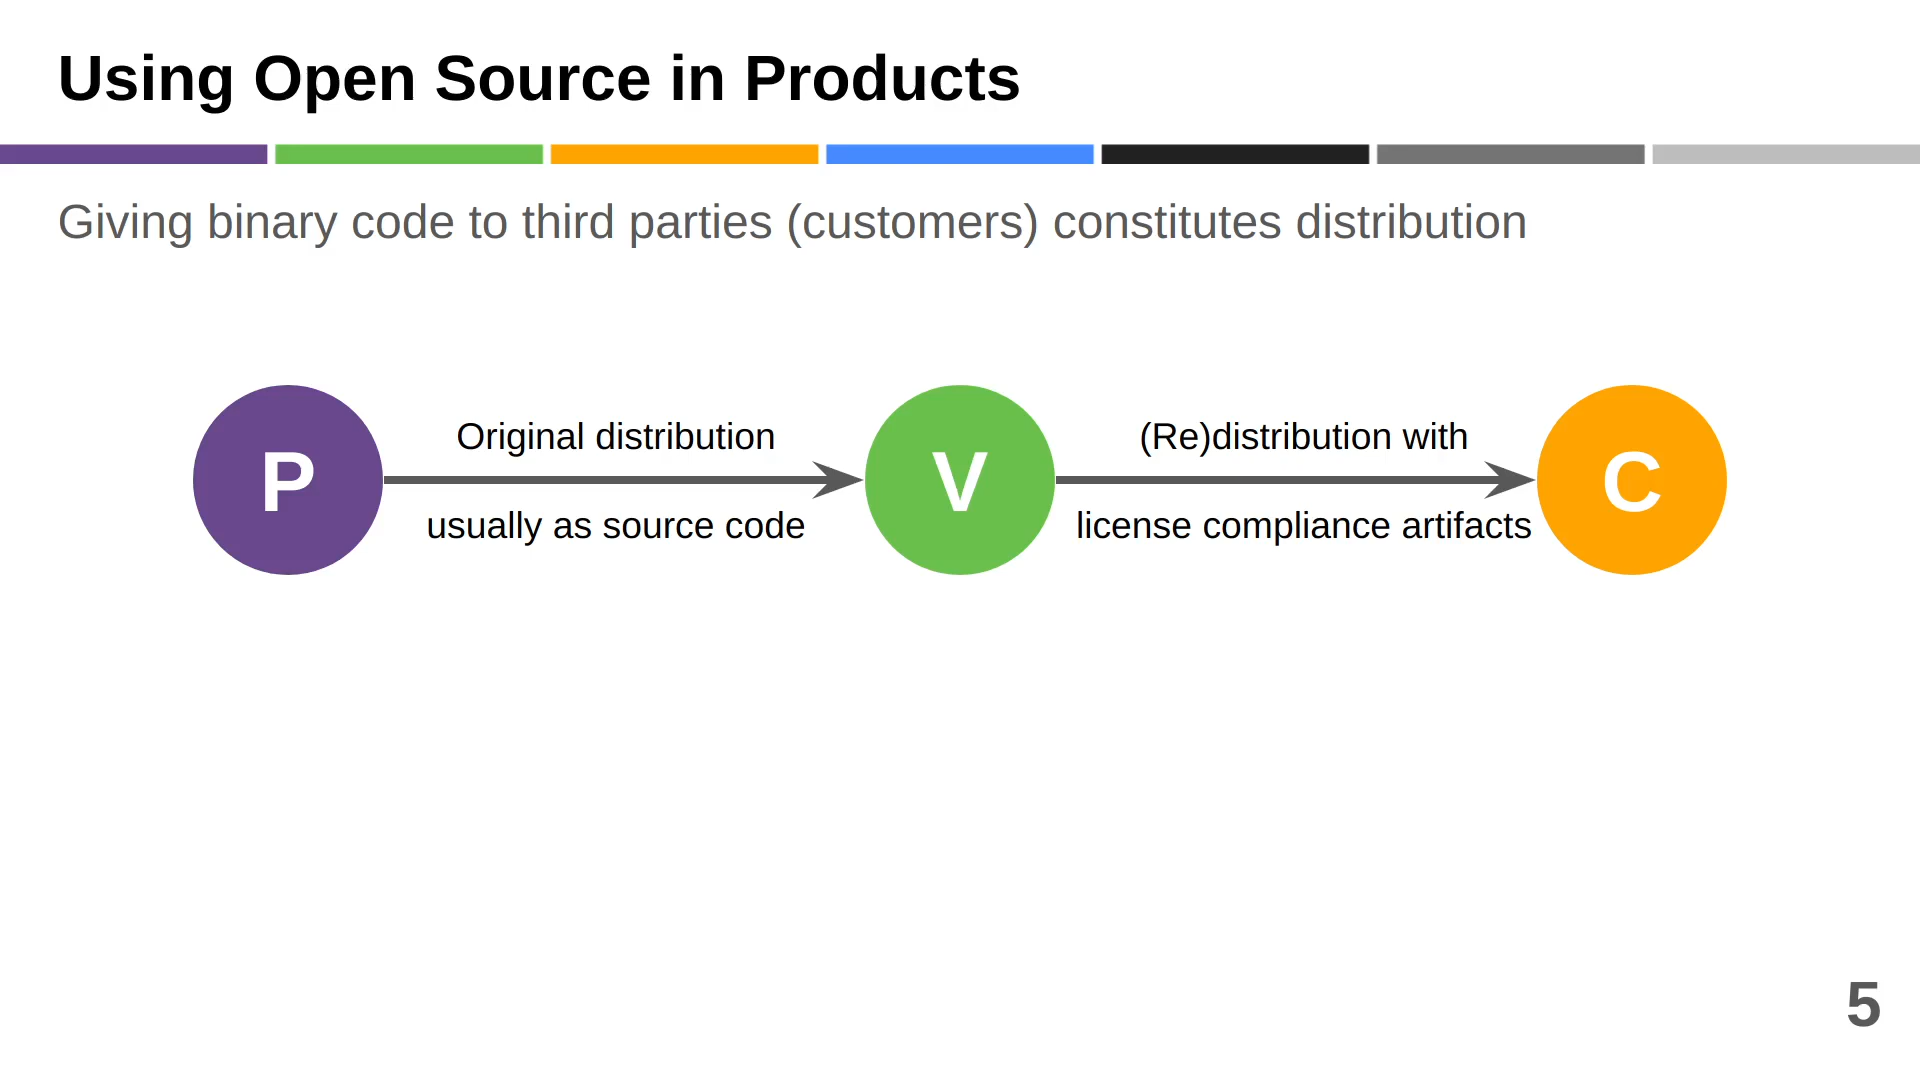 Using Open Source in Products
Giving binary code to third parties (customers) constitutes distribution
P
Original distribution
usually as source code
V
(Re)distribution with
license compliance artifacts
C
5